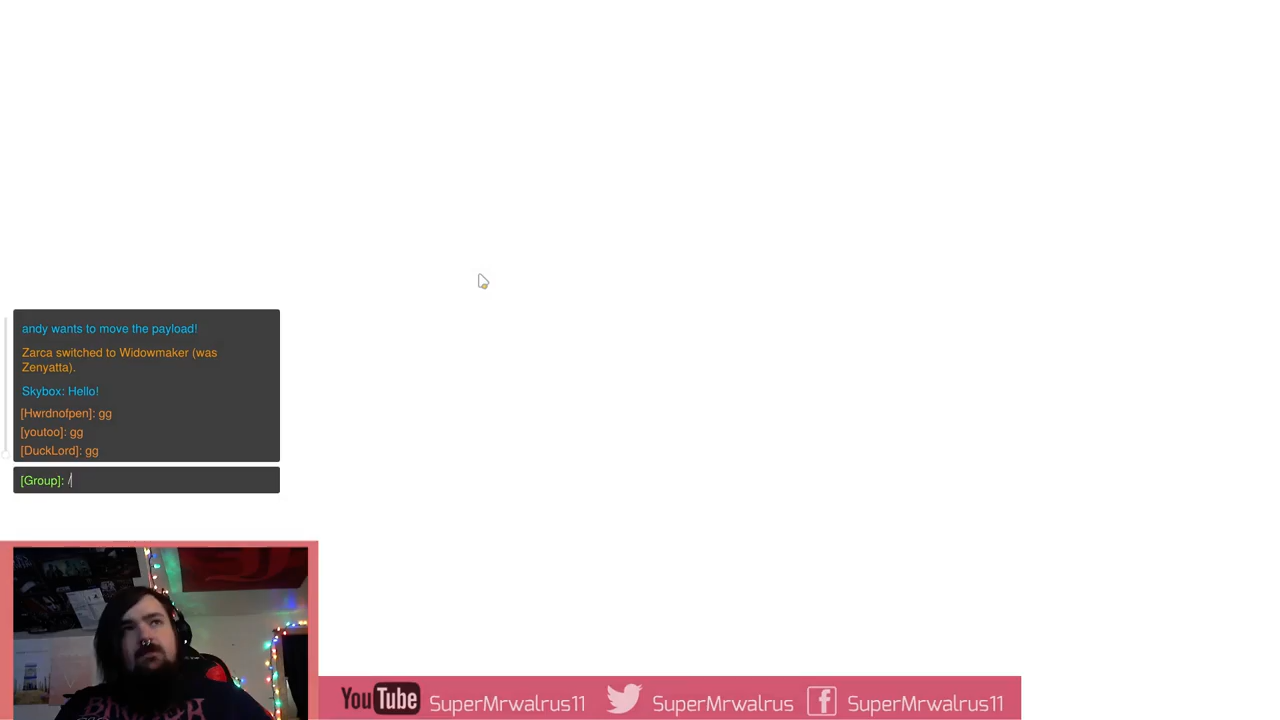 andy wants to move the payload!
Zarca switched to Widowmaker (was
Zenyatta).
Skybox: Hello!
[Hwrdnofpen]: gg
[youtoo]: gg
[DuckLord]: gg
[Group]: /
YouTube SuperMrwalrus11 SuperMrwalrus f SuperMrwalrus11